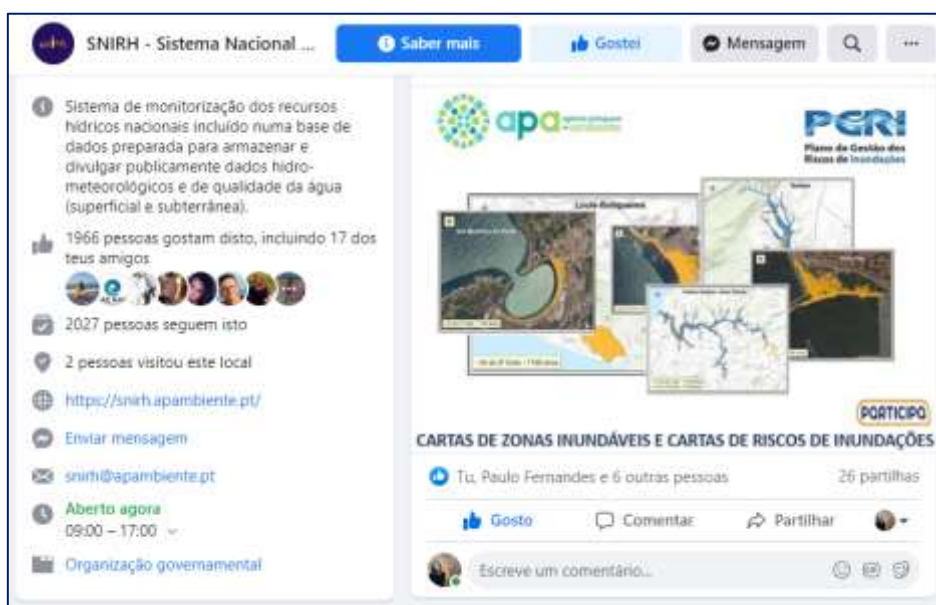 SNIRH - Sistema Nacional ...
Saber mais
Gostei
Mensagem
Sistema de monitorização dos recursos
hídricos nacionais incluído numa base de
dados preparada para armazenar e
divulgar publicamente dados hidro-
meteorológicos e de qualidade da água
(superficial e subterrânea).
1966 pessoas gostam disto, incluindo 17 dos
teus amigos
2027 pessoas seguem isto
2 pessoas visitou este local
https://snirh.apambiente.pt/
Enviar mensagem
snirh@apambiente.pt
Aberto agora
09:00 – 17:00
Organização governamental
apa
PGRI
Plano de Gestão dos
Riscos de Inundações
PARTICIPA
CARTAS DE ZONAS INUNDÁVEIS E CARTAS DE RISCOS DE INUNDAÇÕES
Tu, Paulo Fernandes e 6 outras pessoas
26 partilhas
Gosto
Comentar
Partilhar
Escreve um comentário...
GIF